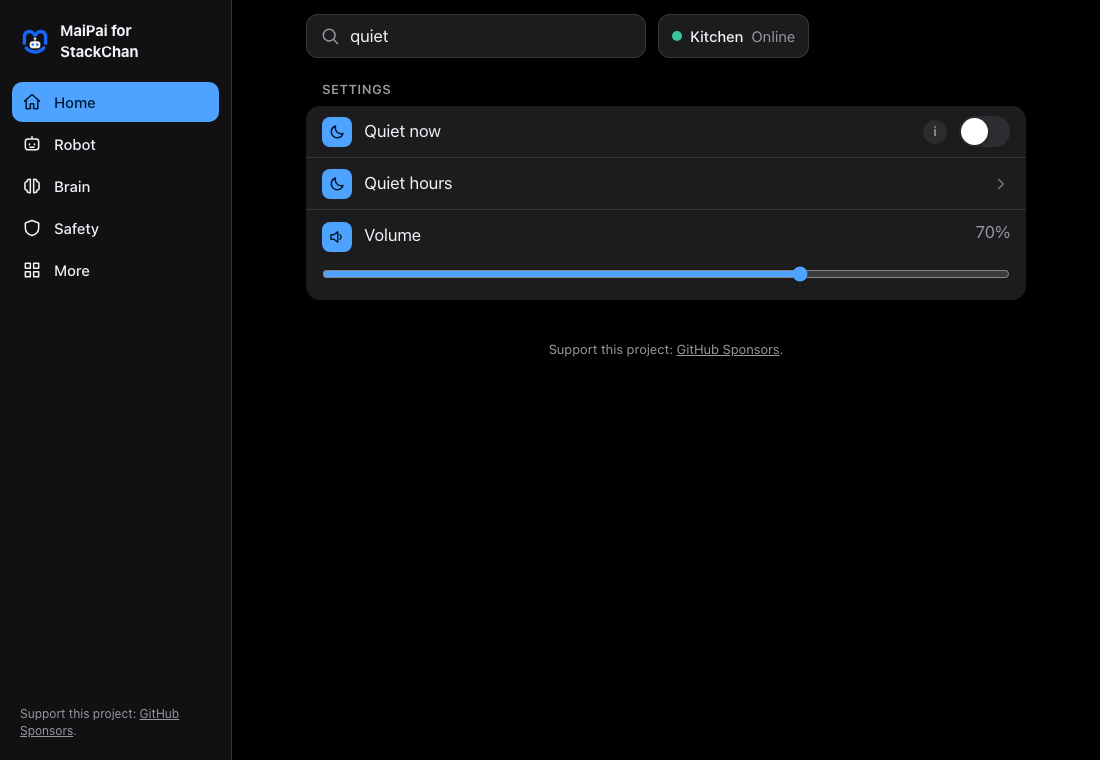 MaiPai for
StackChan
Home
Robot
Brain
Safety
More
Support this project: GitHub
Sponsors.
quiet
Kitchen Online
SETTINGS
Quiet now
i
Quiet hours
Volume
70%
Support this project: GitHub Sponsors.